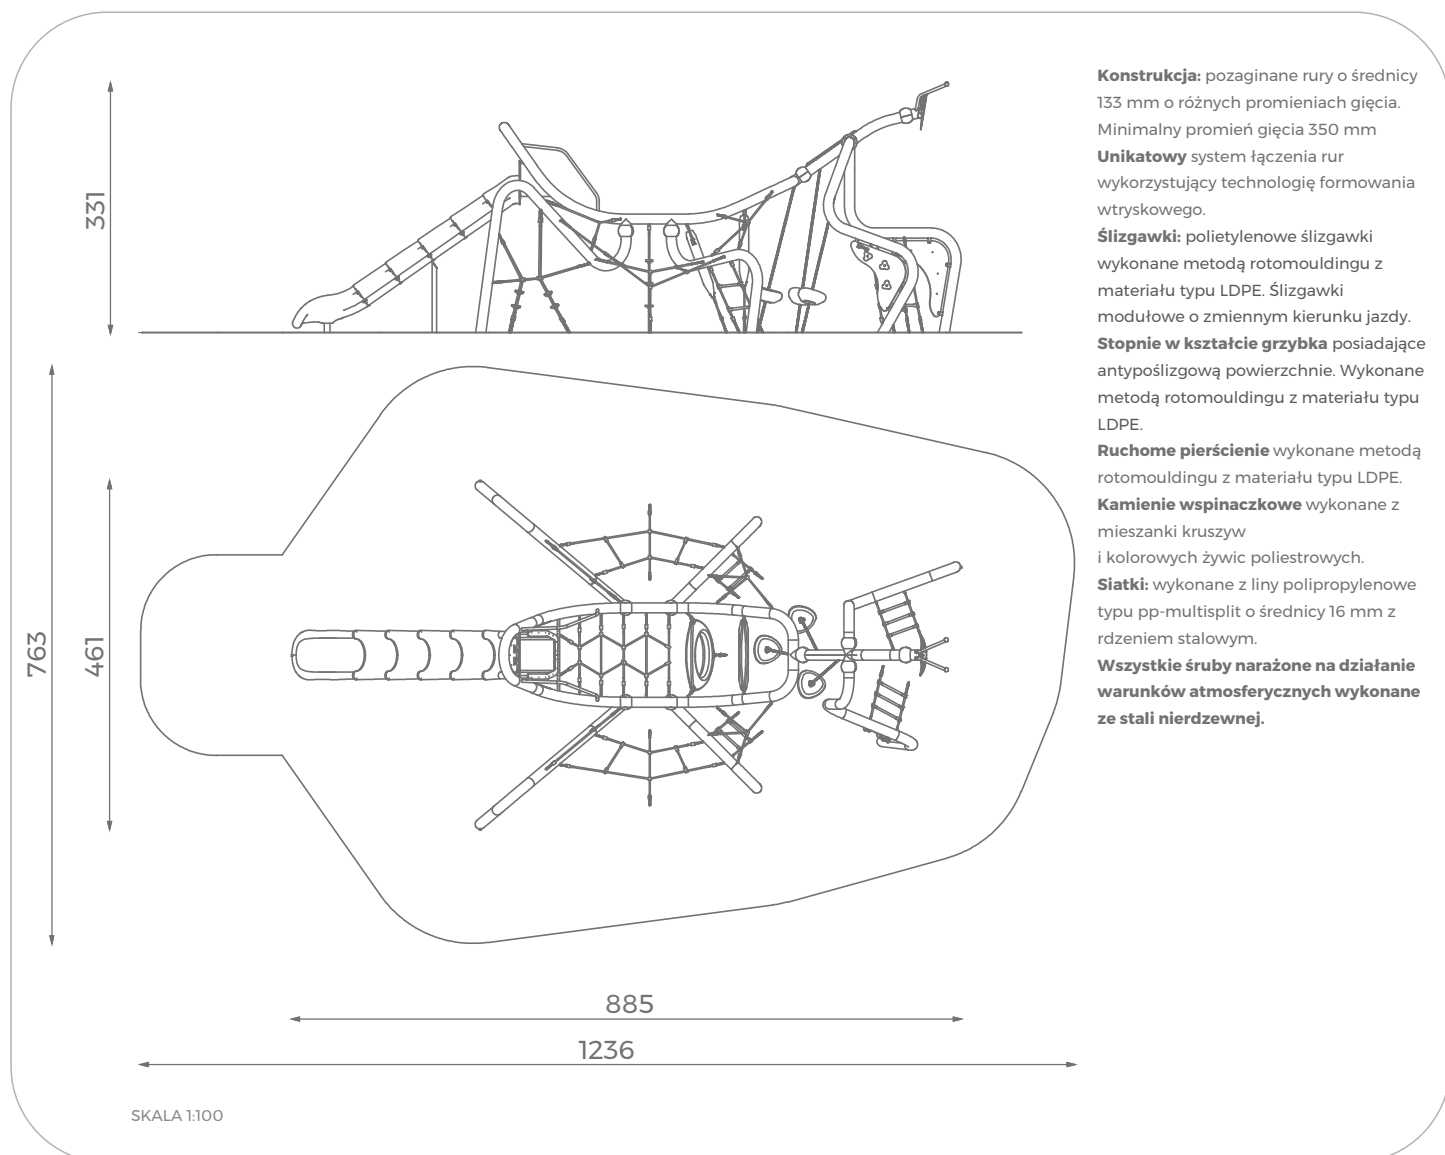 331
763
461
885
1236
SKALA 1:100
Konstrukcja: pozaginane rury o średnicy
133 mm o różnych promieniach gięcia.
Minimalny promień gięcia 350 mm
Unikatowy system łączenia rur
wykorzystujący technologię formowania
wtryskowego.
Ślizgawki: polietylenowe ślizgawki
wykonane metodą rotomouldingu z
materiału typu LDPE. Ślizgawki
modułowe o zmiennym kierunku jazdy.
Stopnie w kształcie grzybka posiadające
antypoślizgową powierzchnie. Wykonane
metodą rotomouldingu z materiału typu
LDPE.
Ruchome pierścienie wykonane metodą
rotomouldingu z materiału typu LDPE.
Kamienie wspinaczkowe wykonane z
mieszanki kruszyw
i kolorowych żywic poliestrowych.
Siatki: wykonane z liny polipropylenowe
typu pp-multisplit o średnicy 16 mm z
rdzeniem stalowym.
Wszystkie śruby narażone na działanie
warunków atmosferycznych wykonane
ze stali nierdzewnej.